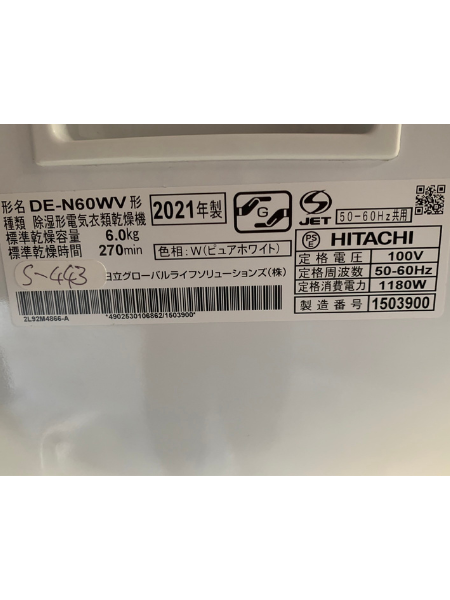 形名 DE-N60WV 形
種類 除湿形電気衣類乾燥機
標準乾燥容量 6.0kg
標準乾燥時間 270min
2021年製
色相：W(ピュアホワイト)
S-443
日立グローバルライフソリューションズ(株)
2L92M4866-A
*4902530106862/1503900*
G
S
JET
50-60Hz共用
PS
E
HITACHI
定格電圧 100V
定格周波数 50-60Hz
定格消費電力 1180W
製造番号 1503900